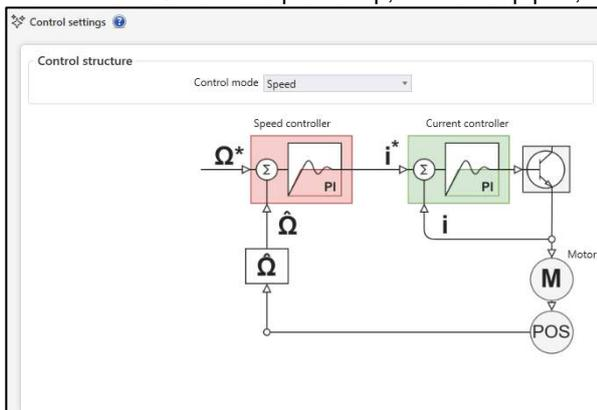 Control settings ?
Control structure
Control mode Speed
Speed controller
Current controller
Ω*
Σ
PI
i*
Σ
PI
Ω̂
i
Ω̂
Motor
M
POS